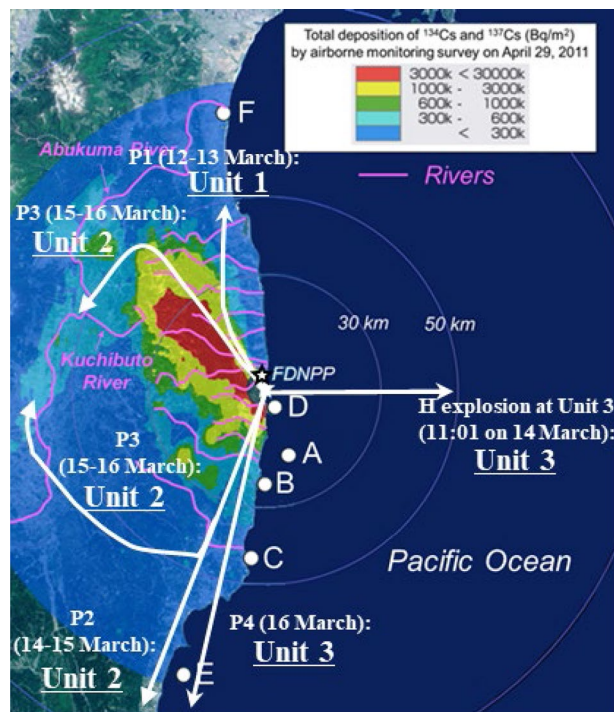 Total deposition of ¹³⁴Cs and ¹³⁷Cs (Bq/m²)
by airborne monitoring survey on April 29, 2011
3000k < 30000k
1000k - 3000k
600k - 1000k
300k - 600k
< 300k
F
Abukuma River
P1 (12-13 March):
Unit 1
Rivers
P3 (15-16 March):
Unit 2
30 km
50 km
Kuchibuto
River
FDNPP
D
H explosion at Unit 3
(11:01 on 14 March):
Unit 3
P3
(15-16 March):
Unit 2
A
B
C
Pacific Ocean
P2
(14-15 March):
Unit 2
P4 (16 March):
Unit 3
E